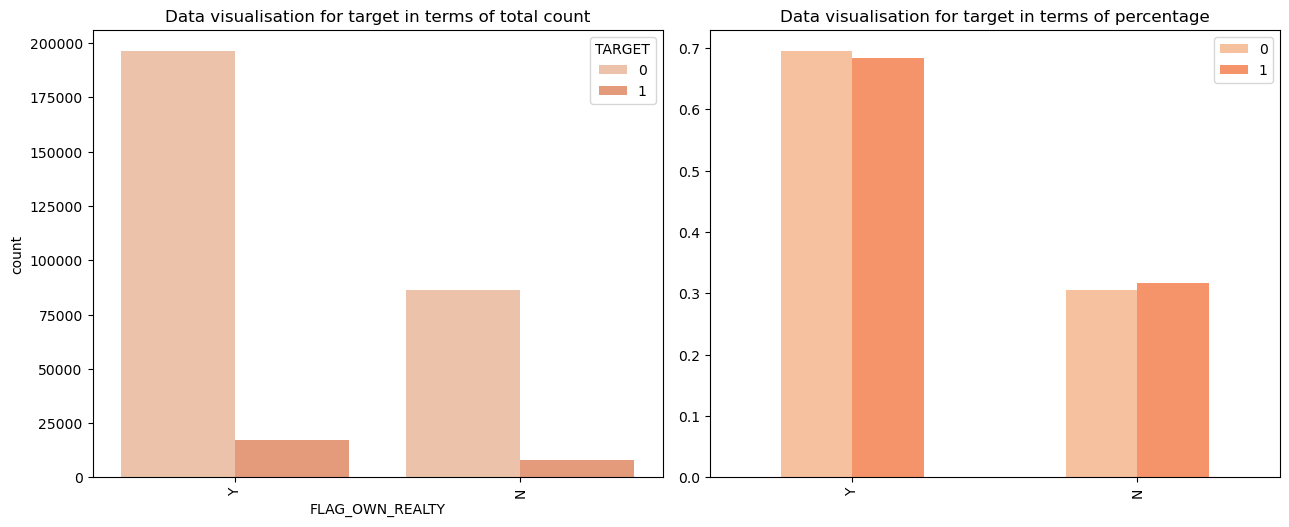 Data visualisation for target in terms of total count
200000
175000
150000
125000
100000
75000
50000
25000
0
count
TARGET
0
1
Y
N
FLAG_OWN_REALTY
Data visualisation for target in terms of percentage
0.7
0.6
0.5
0.4
0.3
0.2
0.1
0.0
0
1
Y
N